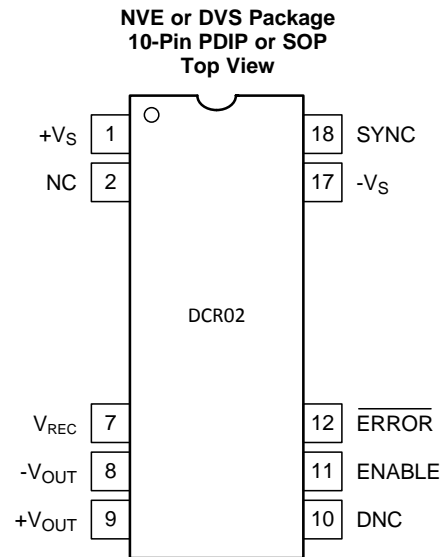 NVE or DVS Package
10-Pin PDIP or SOP
Top View
+VS 1 18 SYNC
NC 2 17 -VS
DCR02
VREC 7 12 ERROR
-VOUT 8 11 ENABLE
+VOUT 9 10 DNC